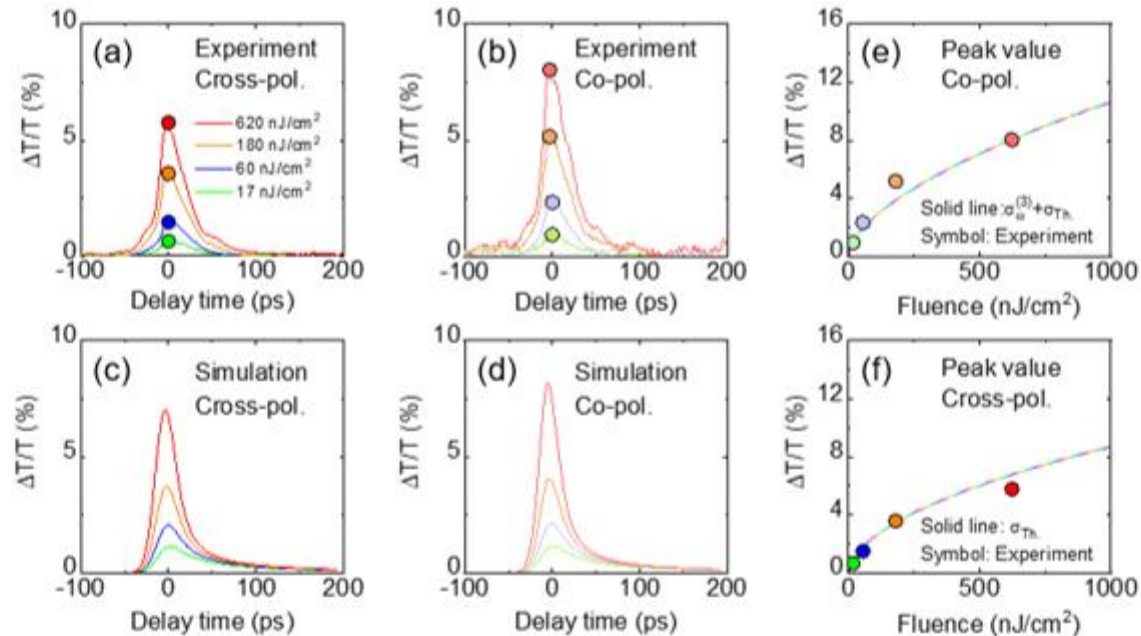 (a)
Experiment
Cross-pol.
620 nJ/cm²
180 nJ/cm²
60 nJ/cm²
17 nJ/cm²
ΔT/T (%)
10
5
0
-100
0
100
200
Delay time (ps)
(b)
Experiment
Co-pol.
ΔT/T (%)
10
5
0
-100
0
100
200
Delay time (ps)
(e)
Peak value
Co-pol.
Solid line:σ_ω^(3)+σ_Th.
Symbol: Experiment
ΔT/T (%)
16
12
8
4
0
0
500
1000
Fluence (nJ/cm²)
(c)
Simulation
Cross-pol.
ΔT/T (%)
10
5
0
-100
0
100
200
Delay time (ps)
(d)
Simulation
Co-pol.
ΔT/T (%)
10
5
0
-100
0
100
200
Delay time (ps)
(f)
Peak value
Cross-pol.
Solid line: σ_Th.
Symbol: Experiment
ΔT/T (%)
16
12
8
4
0
0
500
1000
Fluence (nJ/cm²)